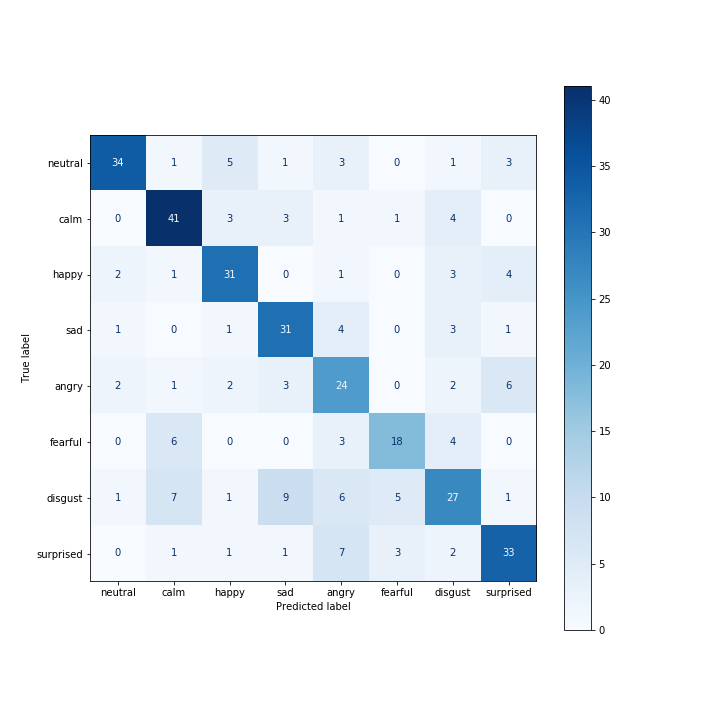 neutral 34 1 5 1 3 0 1 3
calm 0 41 3 3 1 1 4 0
happy 2 1 31 0 1 0 3 4
sad 1 0 1 31 4 0 3 1
angry 2 1 2 3 24 0 2 6
fearful 0 6 0 0 3 18 4 0
disgust 1 7 1 9 6 5 27 1
surprised 0 1 1 1 7 3 2 33
neutral calm happy sad angry fearful disgust surprised
Predicted label
True label
40
35
30
25
20
15
10
5
0